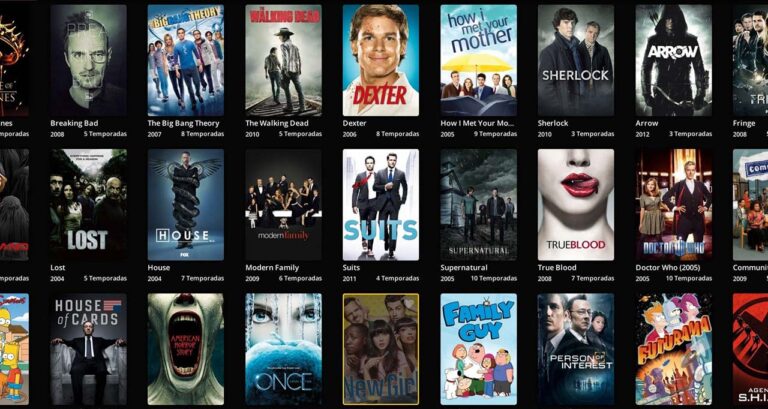 THE BIG BANG THEORY
THE WALKING DEAD
DEXTER
how i met your mother
SHERLOCK
ARROW
Breaking Bad
The Big Bang Theory
The Walking Dead
Dexter
How I Met Your Mo...
Sherlock
Arrow
Fringe
Temporadas
2008 5 Temporadas
2007 8 Temporadas
2010 5 Temporadas
2006 8 Temporadas
2005 9 Temporadas
2010 3 Temporadas
2012 3 Temporadas
2008
LOST
HOUSE
FOX
modern family
SUITS
SUPERNATURAL
TRUEBLOOD
DOCTOR WHO
Lost
House
Modern Family
Suits
Supernatural
True Blood
Doctor Who (2005)
Communi
Temporadas
2004 5 Temporadas
2004 7 Temporadas
2009 6 Temporadas
2011 4 Temporadas
2005 10 Temporadas
2008 7 Temporadas
2005 10 Temporadas
2009
HOUSE
of CARDS
AMERICAN
HORROR
STORY
ONCE
New Girl
FAMILY
GUY
PERSON OF
INTEREST
FUTURAMA
AGEN
S.H.I.